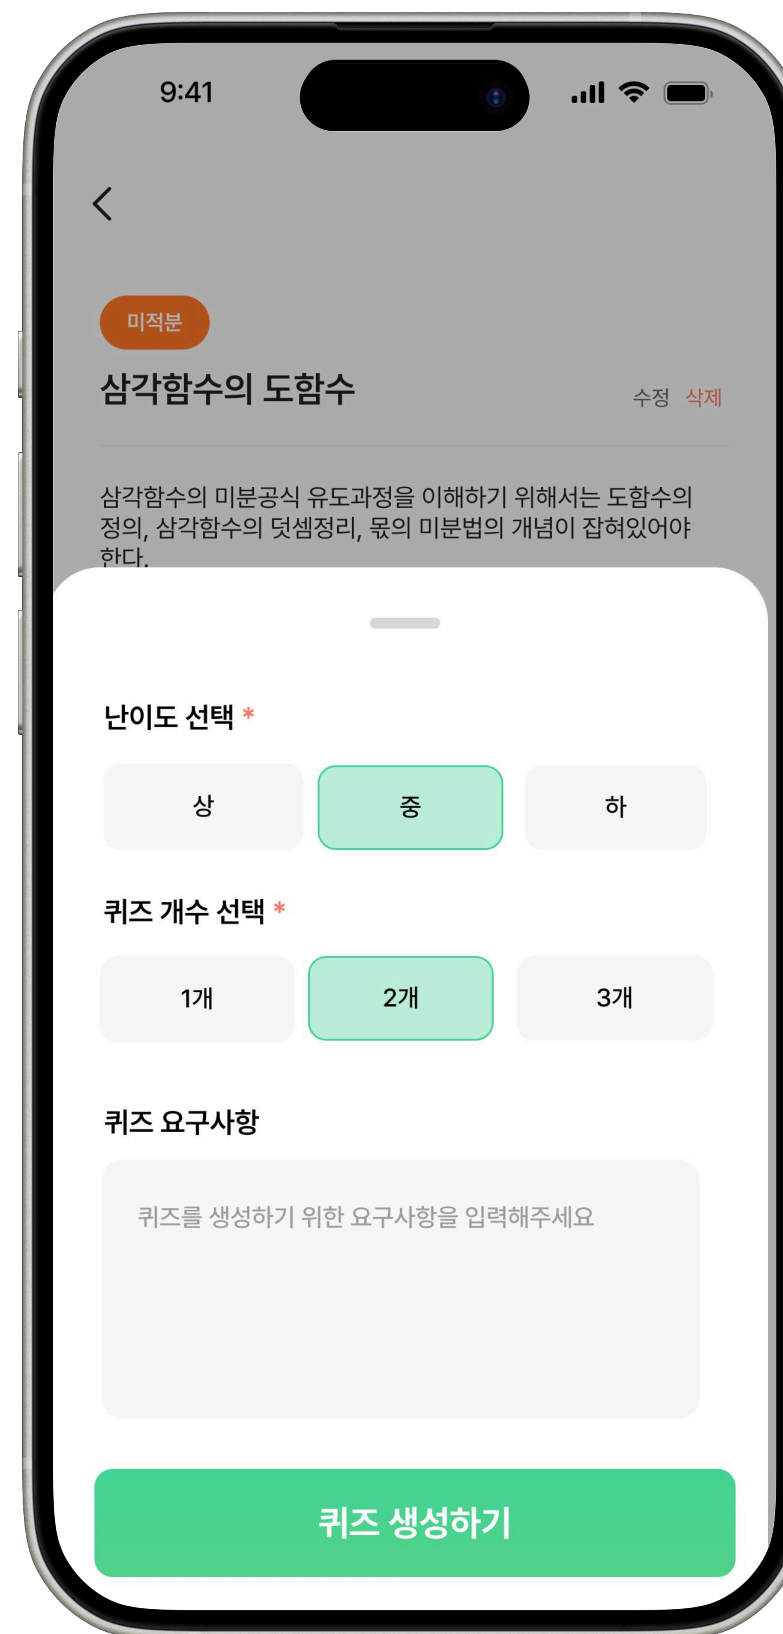 9:41
미적분
삼각함수의 도함수
수정 삭제
삼각함수의 미분공식 유도과정을 이해하기 위해서는 도함수의
정의, 삼각함수의 덧셈정리, 몫의 미분법의 개념이 잡혀있어야
한다.
난이도 선택 *
상 중 하
퀴즈 개수 선택 *
1개 2개 3개
퀴즈 요구사항
퀴즈를 생성하기 위한 요구사항을 입력해주세요
퀴즈 생성하기